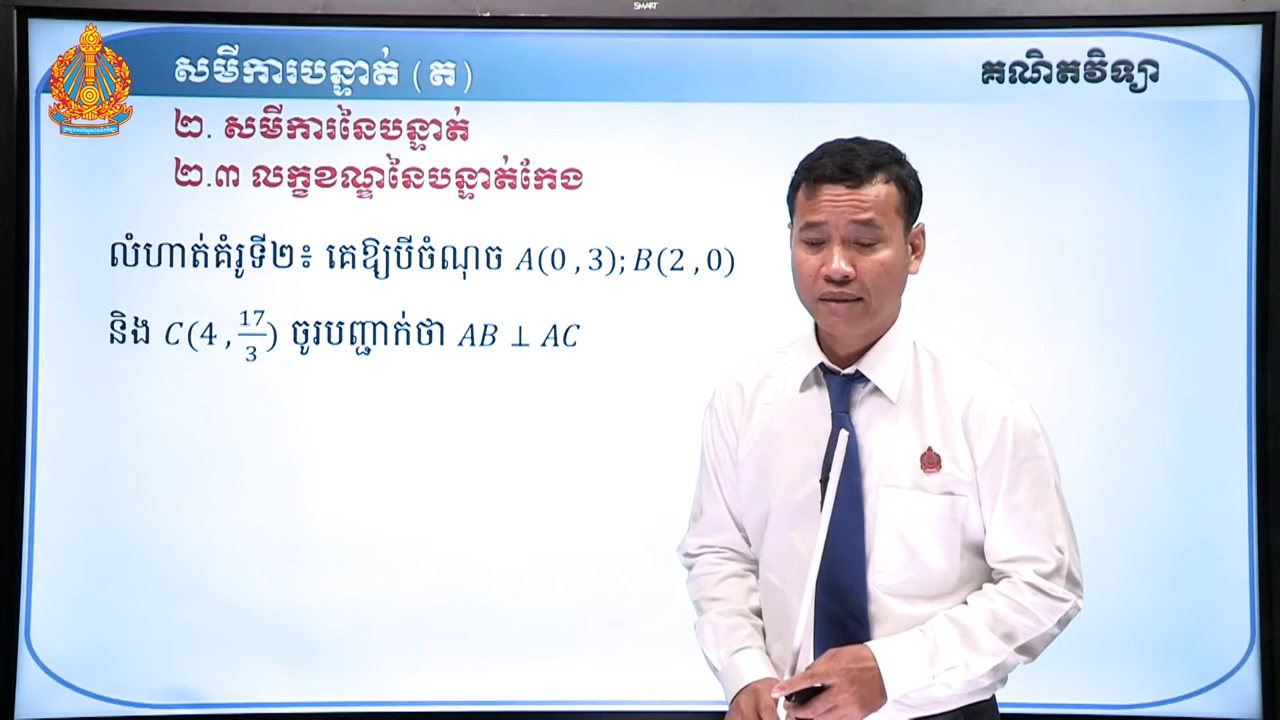 SMART
សមីការបន្ទាត់ (ត)
គណិតវិទ្យា
២. សមីការនៃបន្ទាត់
២.៣ លក្ខខណ្ឌនៃបន្ទាត់កែង
លំហាត់គំរូទី២៖ គេឱ្យបីចំណុច A(0 , 3); B(2 , 0)
និង C(4 , 17/3) ចូរបញ្ជាក់ថា AB ⊥ AC